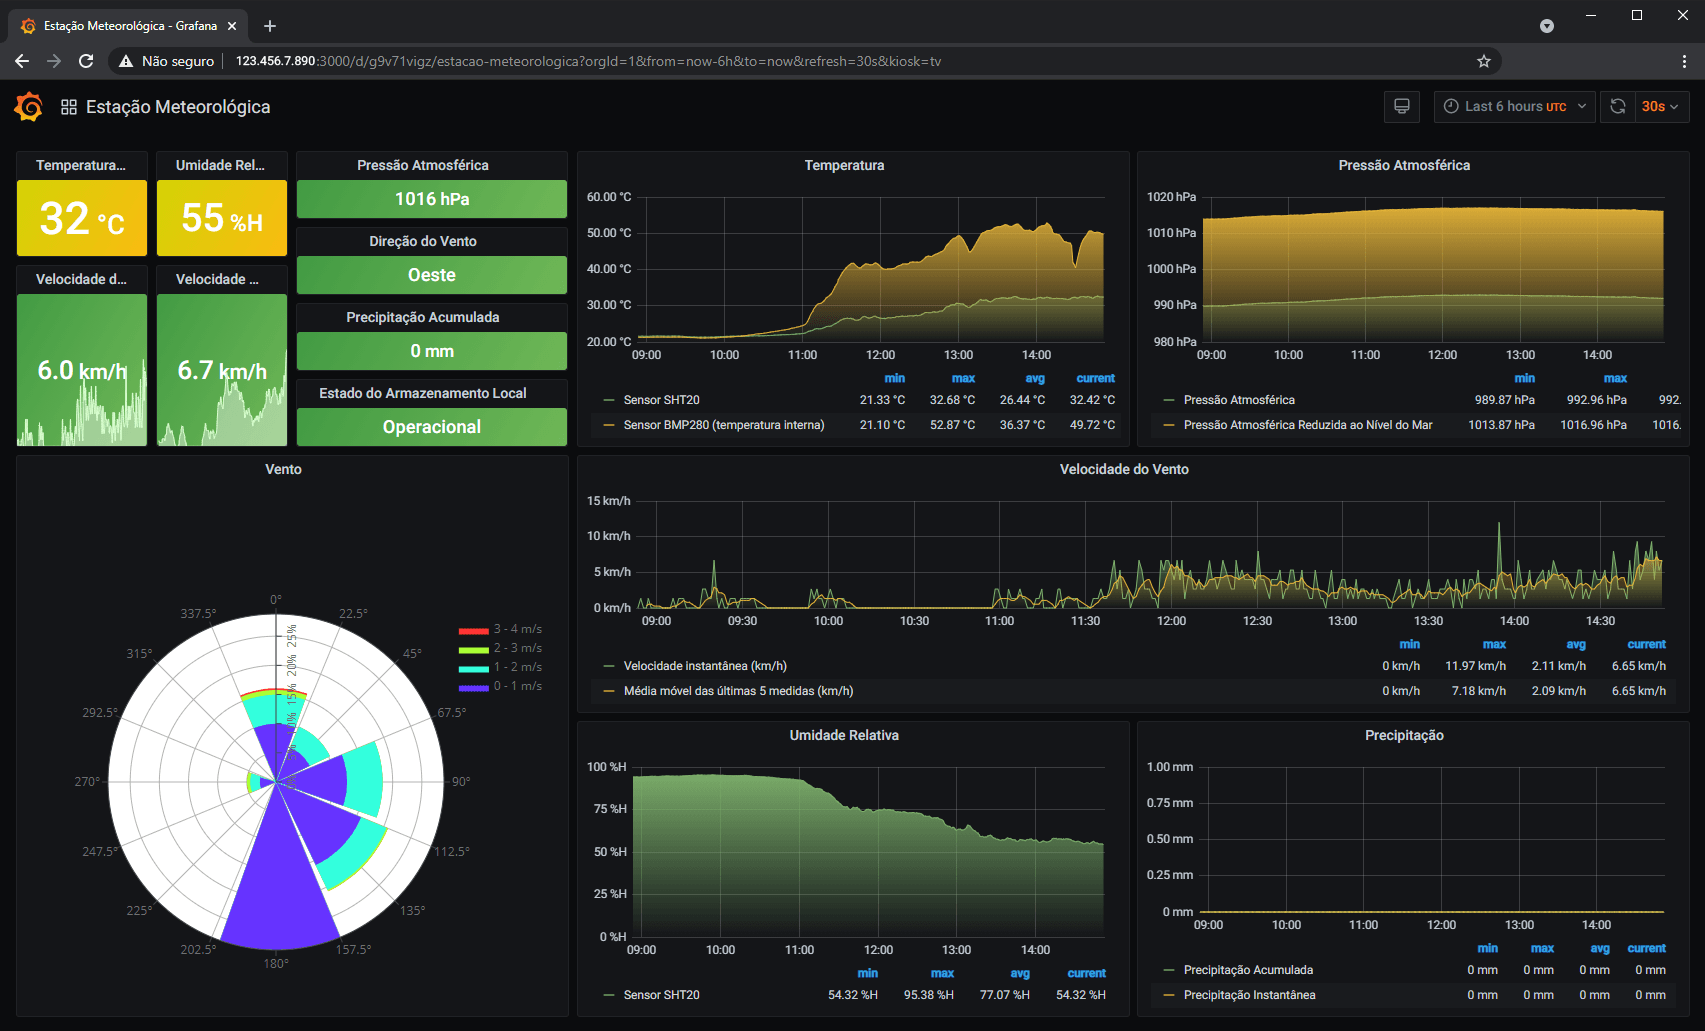 Estação Meteorológica - Grafana
Não seguro
123.456.7.890:3000/d/g9v71vigz/estacao-meteorologica?orgId=1&from=now-6h&to=now&refresh=30s&kiosk=tv
Estação Meteorológica
Last 6 hours UTC
30s
Temperatura...
32 °C
Umidade Rel...
55 %H
Pressão Atmosférica
1016 hPa
Direção do Vento
Oeste
Velocidade d...
6.0 km/h
Velocidade ...
6.7 km/h
Precipitação Acumulada
0 mm
Estado do Armazenamento Local
Operacional
Temperatura
60.00 °C
50.00 °C
40.00 °C
30.00 °C
20.00 °C
09:00 10:00 11:00 12:00 13:00 14:00
min max avg current
Sensor SHT20 21.33 °C 32.68 °C 26.44 °C 32.42 °C
Sensor BMP280 (temperatura interna) 21.10 °C 52.87 °C 36.37 °C 49.72 °C
Pressão Atmosférica
1020 hPa
1010 hPa
1000 hPa
990 hPa
980 hPa
09:00 10:00 11:00 12:00 13:00 14:00
min max
Pressão Atmosférica 989.87 hPa 992.96 hPa 992.
Pressão Atmosférica Reduzida ao Nível do Mar 1013.87 hPa 1016.96 hPa 1016.
Vento
0°
22.5°
45°
67.5°
90°
112.5°
135°
157.5°
180°
202.5°
225°
247.5°
270°
292.5°
315°
337.5°
25%
20%
15%
10%
5%
3 - 4 m/s
2 - 3 m/s
1 - 2 m/s
0 - 1 m/s
Velocidade do Vento
15 km/h
10 km/h
5 km/h
0 km/h
09:00 09:30 10:00 10:30 11:00 11:30 12:00 12:30 13:00 13:30 14:00 14:30
min max avg current
Velocidade instantânea (km/h) 0 km/h 11.97 km/h 2.11 km/h 6.65 km/h
Média móvel das últimas 5 medidas (km/h) 0 km/h 7.18 km/h 2.09 km/h 6.65 km/h
Umidade Relativa
100 %H
75 %H
50 %H
25 %H
0 %H
09:00 10:00 11:00 12:00 13:00 14:00
min max avg current
Sensor SHT20 54.32 %H 95.38 %H 77.07 %H 54.32 %H
Precipitação
1.00 mm
0.75 mm
0.50 mm
0.25 mm
0 mm
09:00 10:00 11:00 12:00 13:00 14:00
min max avg current
Precipitação Acumulada 0 mm 0 mm 0 mm 0 mm
Precipitação Instantânea 0 mm 0 mm 0 mm 0 mm